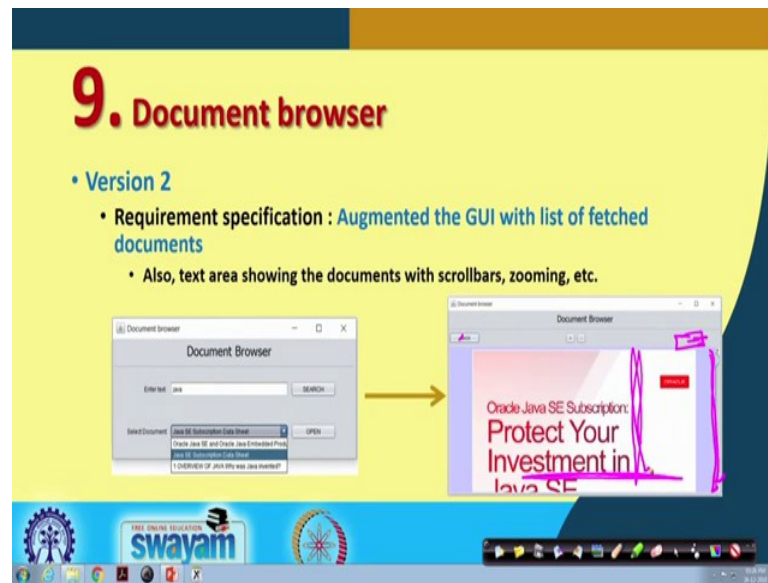 9. Document browser
• Version 2
• Requirement specification : Augmented the GUI with list of fetched
documents
• Also, text area showing the documents with scrollbars, zooming, etc.
Document browser
Document Browser
Enter text
java
SEARCH
Select Document
Java SE Subscription Data Sheet
OPEN
Oracle Java SE and Oracle Java Embedded Produ
Java SE Subscription Data Sheet
1 OVERVIEW OF JAVA Why was Java invented?
Document browser
Document Browser
ORACLE
Oracle Java SE Subscription:
Protect Your
Investment in
Java SE
FREE ONLINE EDUCATION
swayam